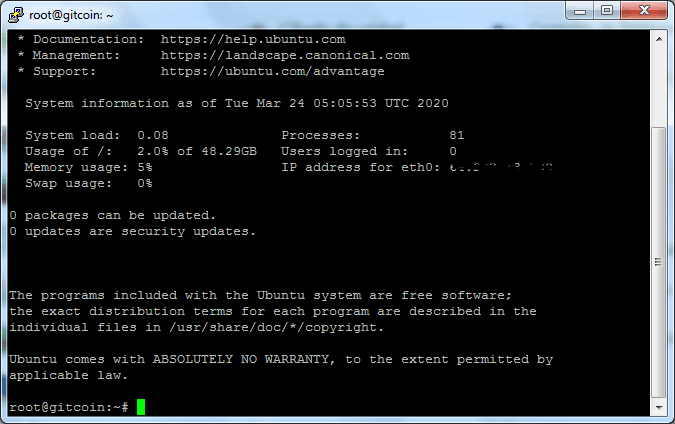 root@gitcoin: ~
* Documentation:  https://help.ubuntu.com
* Management:     https://landscape.canonical.com
* Support:        https://ubuntu.com/advantage
System information as of Tue Mar 24 05:05:53 UTC 2020
System load:  0.08              Processes:           81
Usage of /:   2.0% of 48.29GB   Users logged in:     0
Memory usage: 5%                IP address for eth0:
Swap usage:   0%
0 packages can be updated.
0 updates are security updates.
The programs included with the Ubuntu system are free software;
the exact distribution terms for each program are described in the
individual files in /usr/share/doc/*/copyright.
Ubuntu comes with ABSOLUTELY NO WARRANTY, to the extent permitted by
applicable law.
root@gitcoin:~#